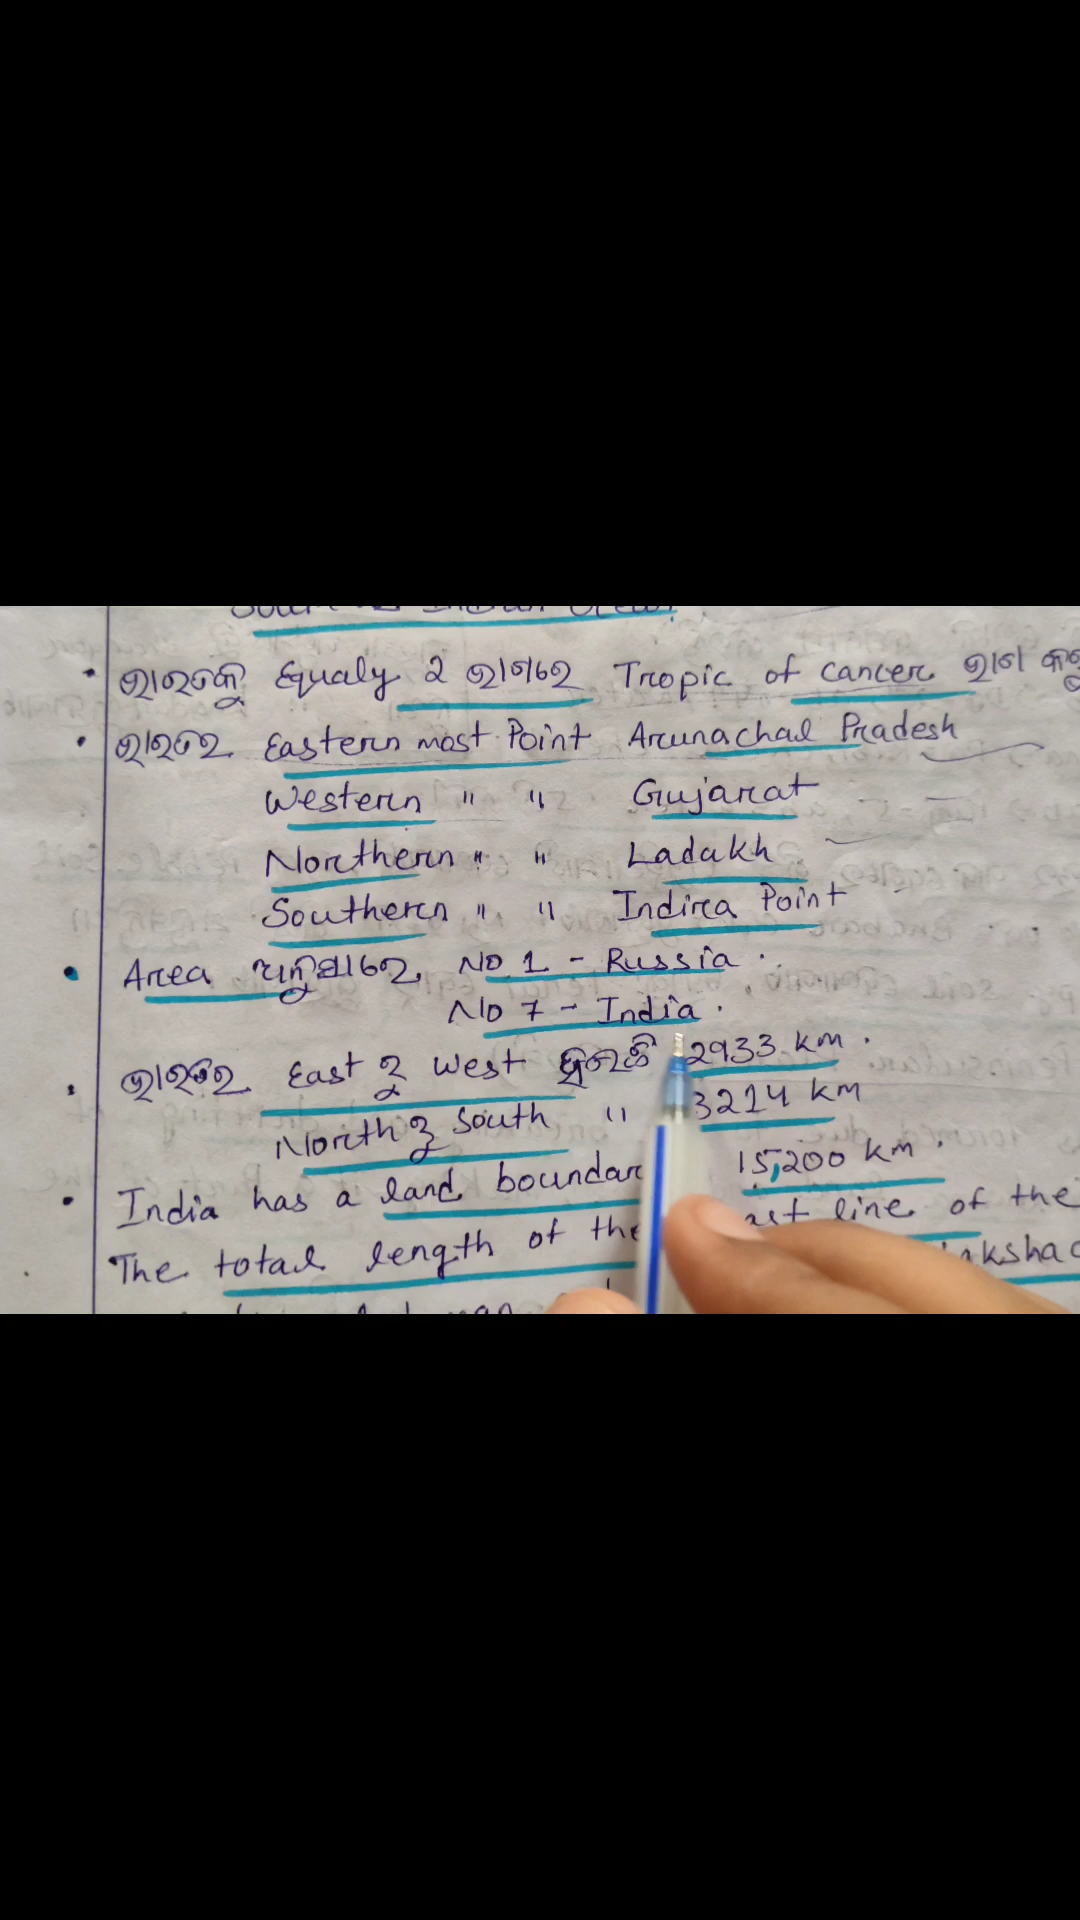 • ଭାରତକୁ Equaly 2 ଭାଗରେ Tropic of cancer ଭାଗ
• ଭାରତରେ Eastern most Point Arunachal Pradesh
Western " " Gujarat
Northern " " Ladakh
Southern " " Indira Point
• Area ଅନୁଯାରେ NO 1 - Russia .
NO 7 - India .
• ଭାରତରେ East ରୁ West ଦୁରତା 2933 km .
North ରୁ South " 3214 km
• India has a land 15,200 km .
The total length of the line of the